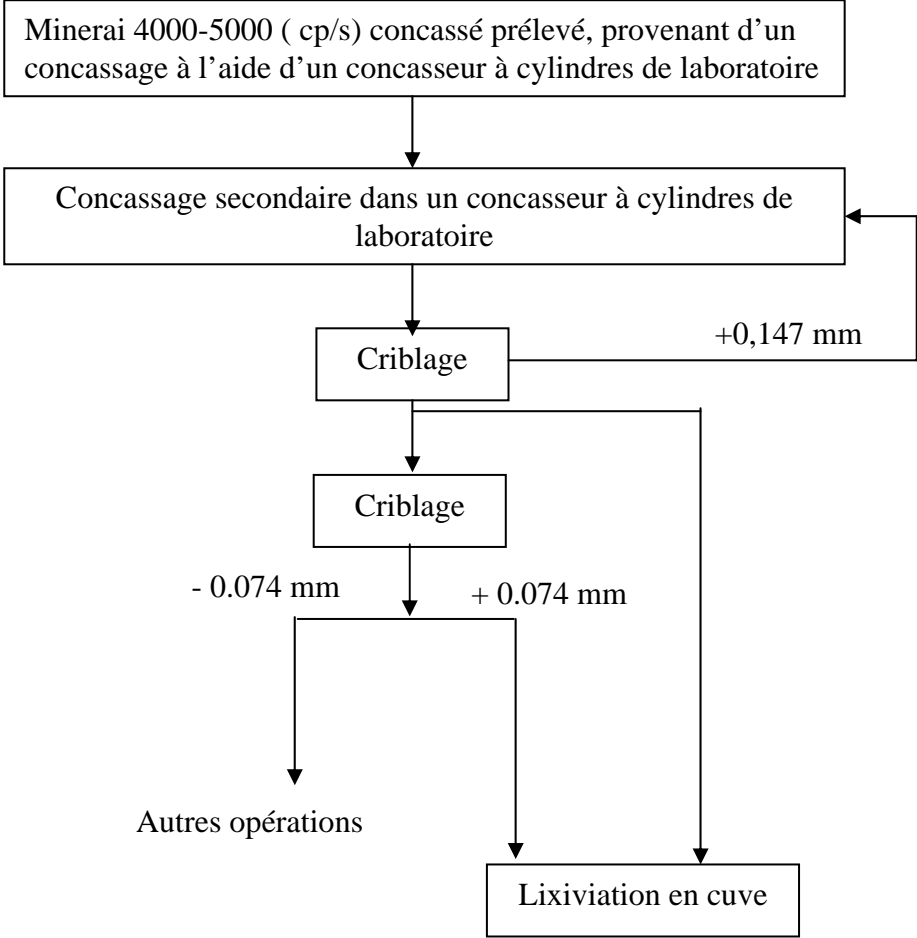 Minerai 4000-5000 ( cp/s) concassé prélevé, provenant d’un
concassage à l’aide d’un concasseur à cylindres de laboratoire
Concassage secondaire dans un concasseur à cylindres de
laboratoire
+0,147 mm
Criblage
Criblage
- 0.074 mm
+ 0.074 mm
Autres opérations
Lixiviation en cuve